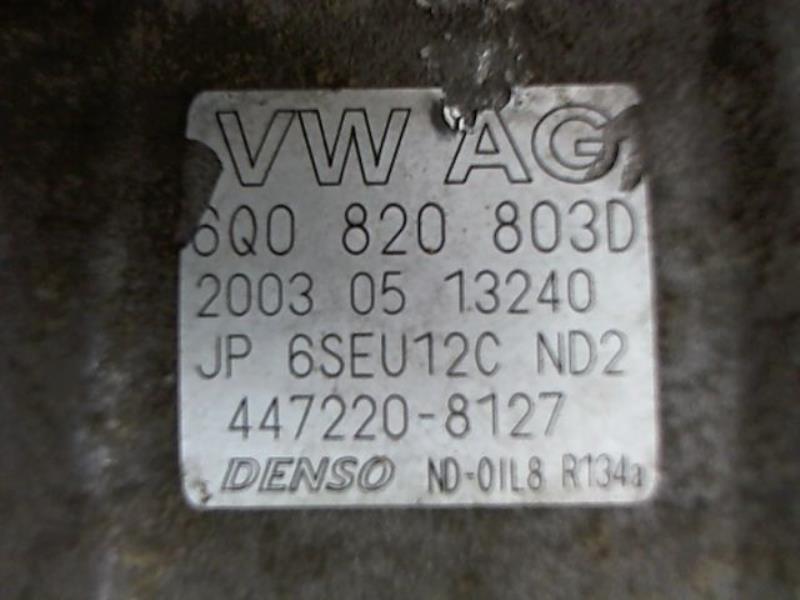 VW AG
6Q0 820 803D
2003 05 13240
JP 6SEU12C ND2
447220-8127
DENSO ND-OIL8 R134a